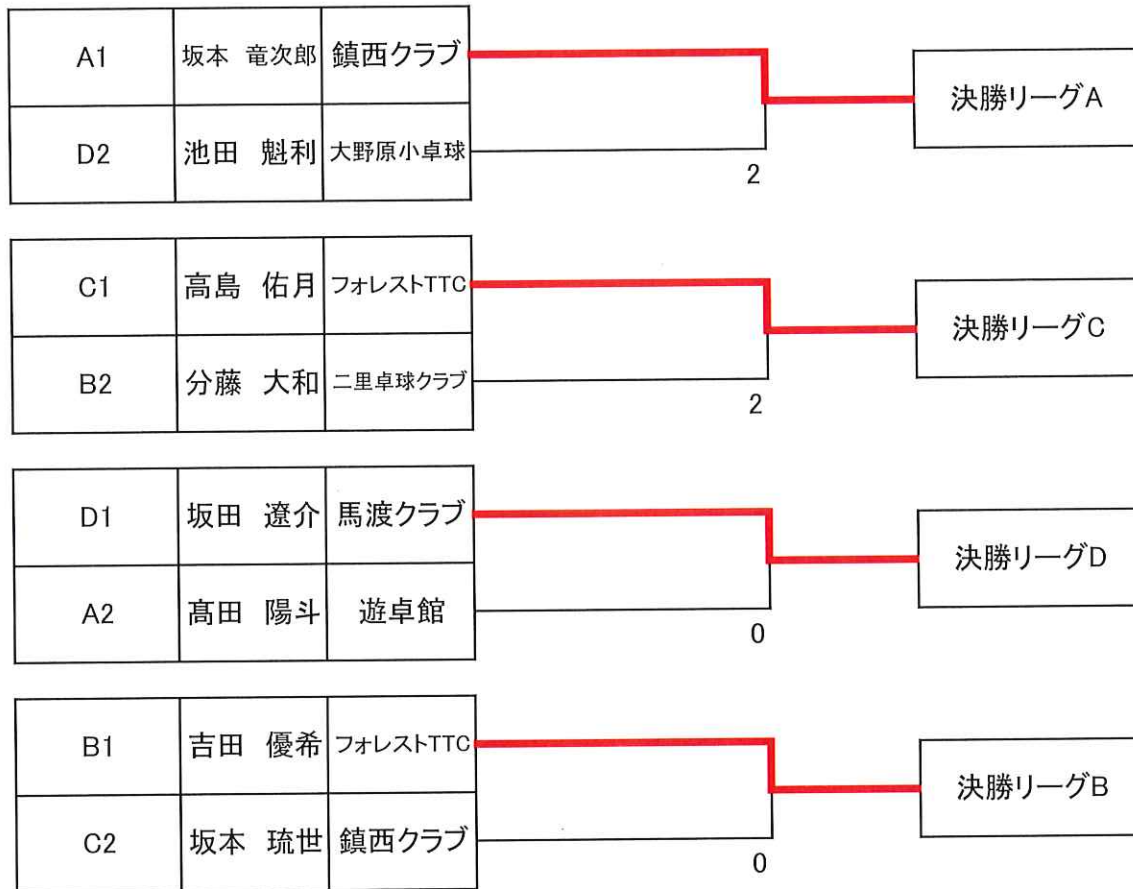 A1 坂本 竜次郎 鎮西クラブ
決勝リーグA
D2 池田 魁利 大野原小卓球
2
C1 高島 佑月 フォレストTTC
決勝リーグC
B2 分藤 大和 二里卓球クラブ
2
D1 坂田 遼介 馬渡クラブ
決勝リーグD
A2 髙田 陽斗 遊卓館
0
B1 吉田 優希 フォレストTTC
決勝リーグB
C2 坂本 琉世 鎮西クラブ
0